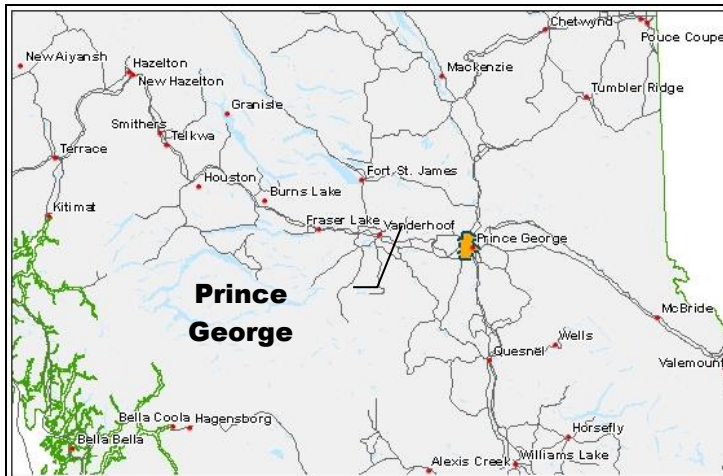 Chetwynd
Pouce Coupe
New Aiyansh
Hazelton
New Hazelton
Mackenzie
Tumbler Ridge
Granisle
Smithers
Telkwa
Terrace
Houston
Fort St. James
Burns Lake
Kitimat
Fraser Lake
Vanderhoof
Prince George
Prince
George
McBride
Wells
Quesnel
Valemount
Bella Coola
Hagensborg
Horsefly
Bella Bella
Alexis Creek
Williams Lake